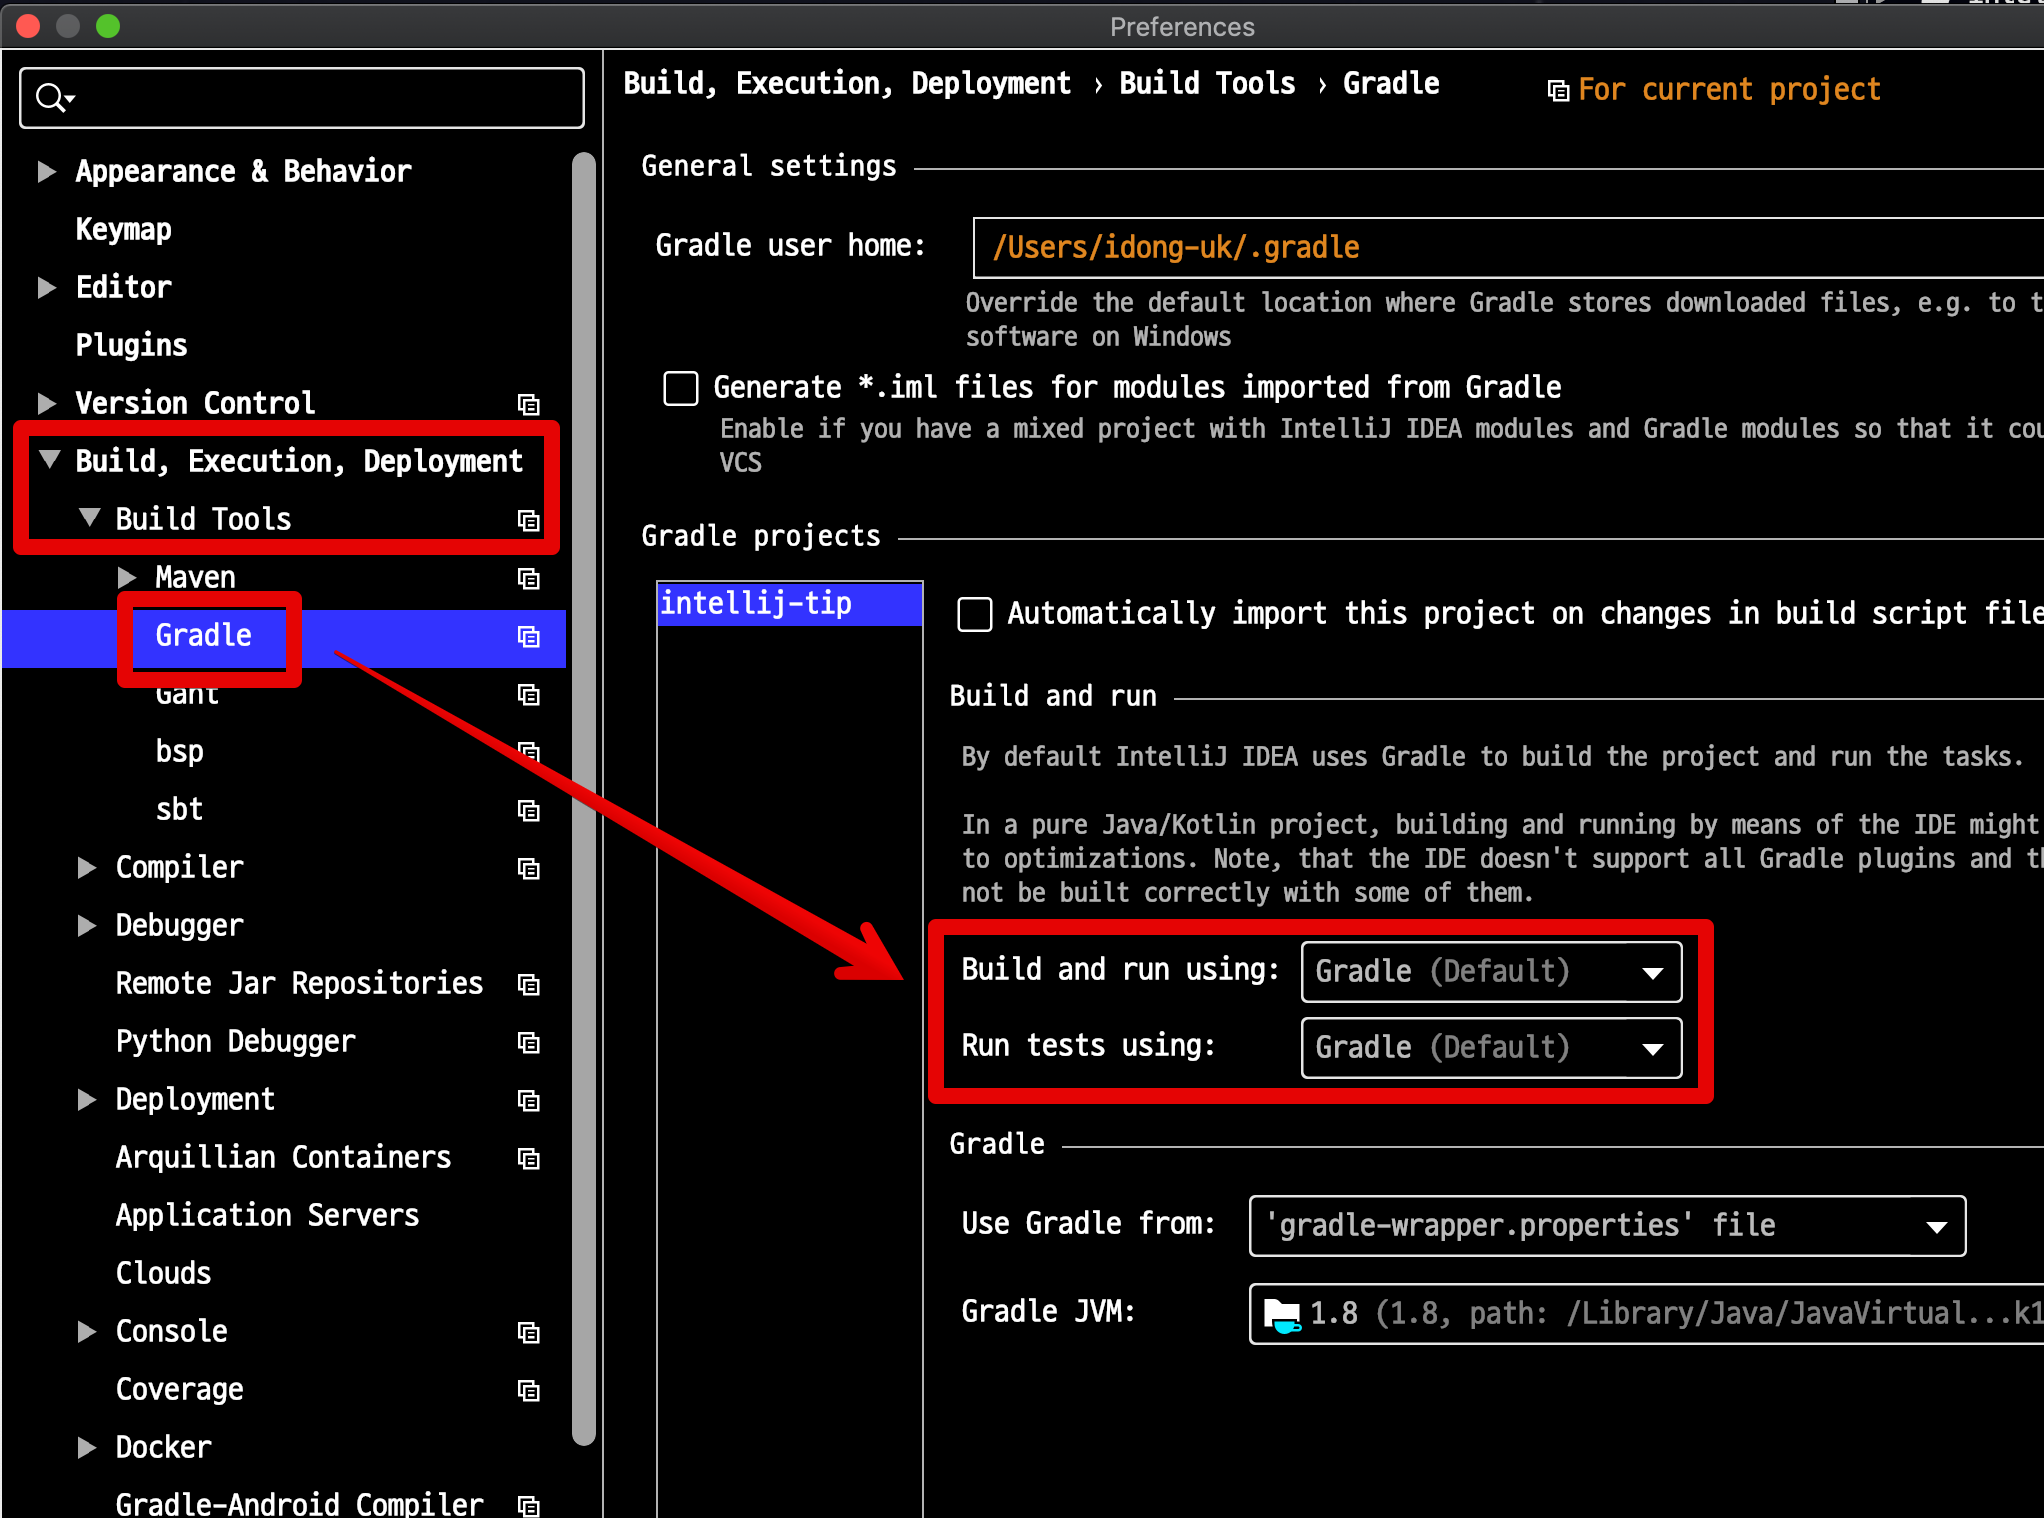 Preferences
Build, Execution, Deployment › Build Tools › Gradle
For current project
Appearance & Behavior
Keymap
Editor
Plugins
Version Control
Build, Execution, Deployment
Build Tools
Maven
Gradle
Gant
bsp
sbt
Compiler
Debugger
Remote Jar Repositories
Python Debugger
Deployment
Arquillian Containers
Application Servers
Clouds
Console
Coverage
Docker
Gradle-Android Compiler
General settings
Gradle user home:
/Users/idong-uk/.gradle
Override the default location where Gradle stores downloaded files, e.g. to t
software on Windows
Generate *.iml files for modules imported from Gradle
Enable if you have a mixed project with IntelliJ IDEA modules and Gradle modules so that it cou
VCS
Gradle projects
intellij-tip
Automatically import this project on changes in build script file
Build and run
By default IntelliJ IDEA uses Gradle to build the project and run the tasks.
In a pure Java/Kotlin project, building and running by means of the IDE might
to optimizations. Note, that the IDE doesn't support all Gradle plugins and th
not be built correctly with some of them.
Build and run using: Gradle (Default)
Run tests using: Gradle (Default)
Gradle
Use Gradle from: 'gradle-wrapper.properties' file
Gradle JVM: 1.8 (1.8, path: /Library/Java/JavaVirtual...k1